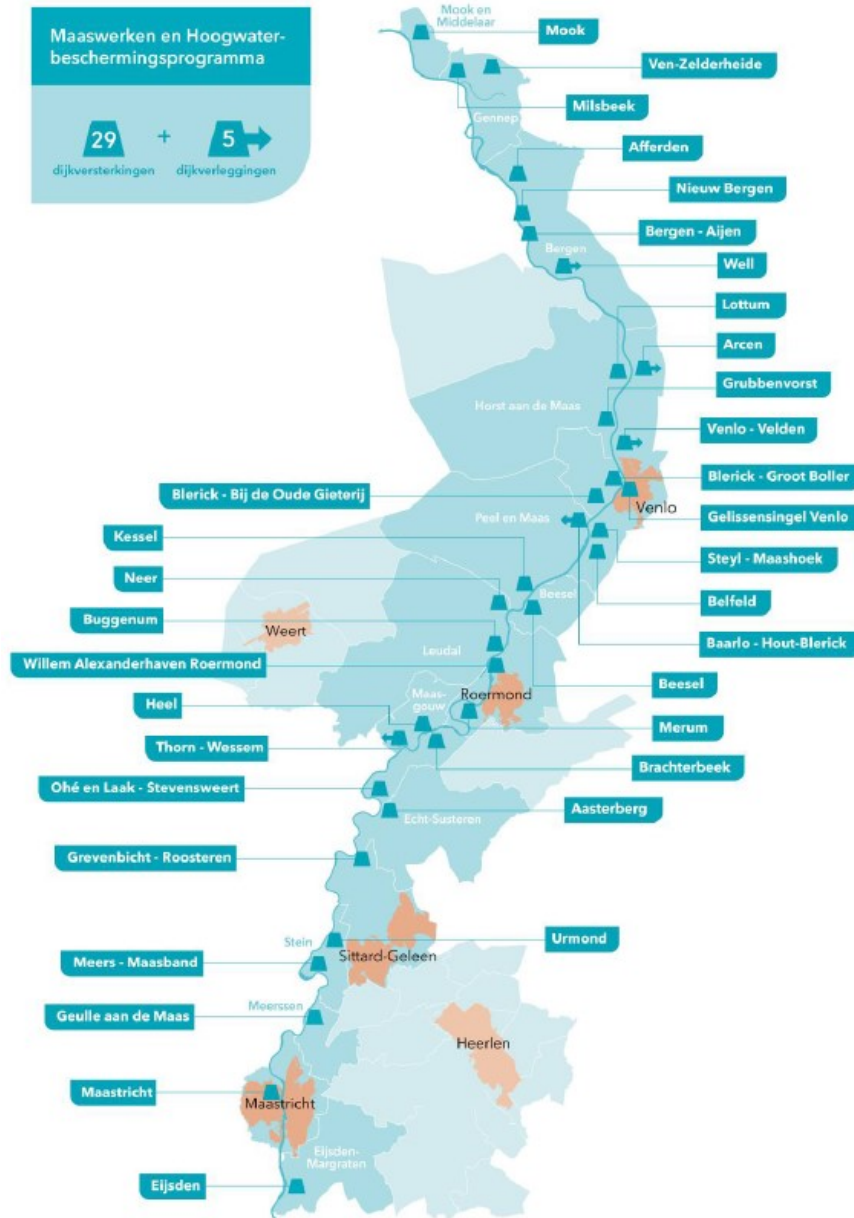 Maaswerken en Hoogwater-
beschermingsprogramma
29 + 5
dijkversterkingen dijkverleggingen
Mook en
Middelaar
Mook
Ven-Zelderheide
Milsbeek
Gennep
Afferden
Nieuw Bergen
Bergen - Aijen
Bergen
Well
Lottum
Arcen
Grubbenvorst
Horst aan de Maas
Venlo - Velden
Blerick - Groot Boller
Blerick - Bij de Oude Gieterij
Venlo
Gelissensingel Venlo
Peel en Maas
Kessel
Steyl - Maashoek
Neer
Beesel
Belfeld
Buggenum
Weert
Baarlo - Hout-Blerick
Leudal
Willem Alexanderhaven Roermond
Beesel
Maas-
gouw
Roermond
Heel
Merum
Thorn - Wessem
Brachterbeek
Ohé en Laak - Stevensweert
Aasterberg
Echt-Susteren
Grevenbicht - Roosteren
Urmond
Stein
Sittard-Geleen
Meers - Maasband
Meerssen
Geulle aan de Maas
Heerlen
Maastricht
Maastricht
Eijsden-
Margraten
Eijsden